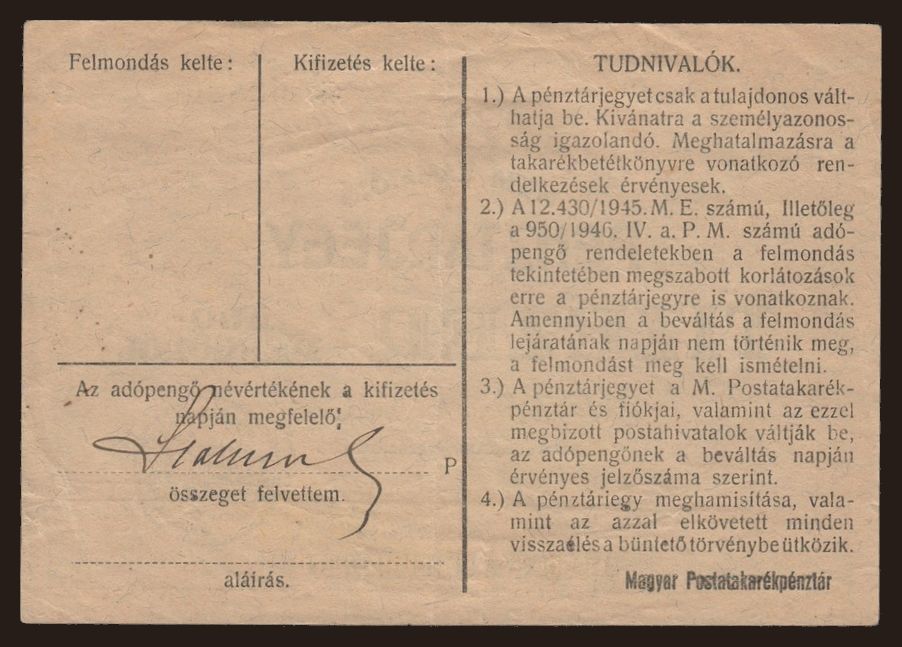 Felmondás kelte:
Kifizetés kelte:
Az adópengő névértékének a kifizetés
napján megfelelő:
P
összeget felvettem.
aláírás.
TUDNIVALÓK.
1.) A pénztárjegyet csak a tulajdonos vált-
hatja be. Kivánatra a személyazonos-
ság igazolandó. Meghatalmazásra a
takarékbetétkönyvre vonatkozó ren-
delkezések érvényesek.
2.) A 12.430/1945. M. E. számú, illetőleg
a 950/1946. IV. a. P. M. számú adó-
pengő rendeletekben a felmondás
tekintetében megszabott korlátozások
erre a pénztárjegyre is vonatkoznak.
Amennyiben a beváltás a felmondás
lejáratának napján nem történik meg,
a felmondást meg kell ismételni.
3.) A pénztárjegyet a M. Postatakarék-
pénztár és fiókjai, valamint az ezzel
megbizott postahivatalok váltják be,
az adópengőnek a beváltás napján
érvényes jelzőszáma szerint.
4.) A pénztárjegy meghamisítása, vala-
mint az azzal elkövetett minden
visszaélés a büntető törvénybe ütközik.
Magyar Postatakarékpénztár